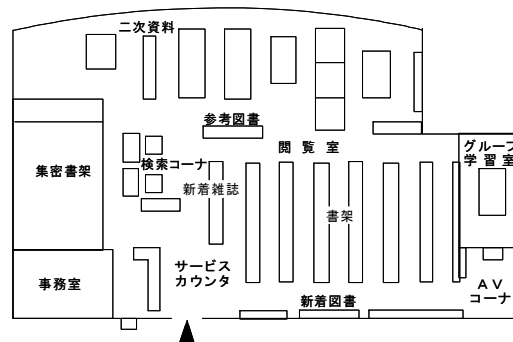 二次資料
参考図書
閲覧室
グループ
学習室
集密書架
検索コーナ
新着雑誌
書架
サービス
カウンタ
事務室
新着図書
AV
コーナ